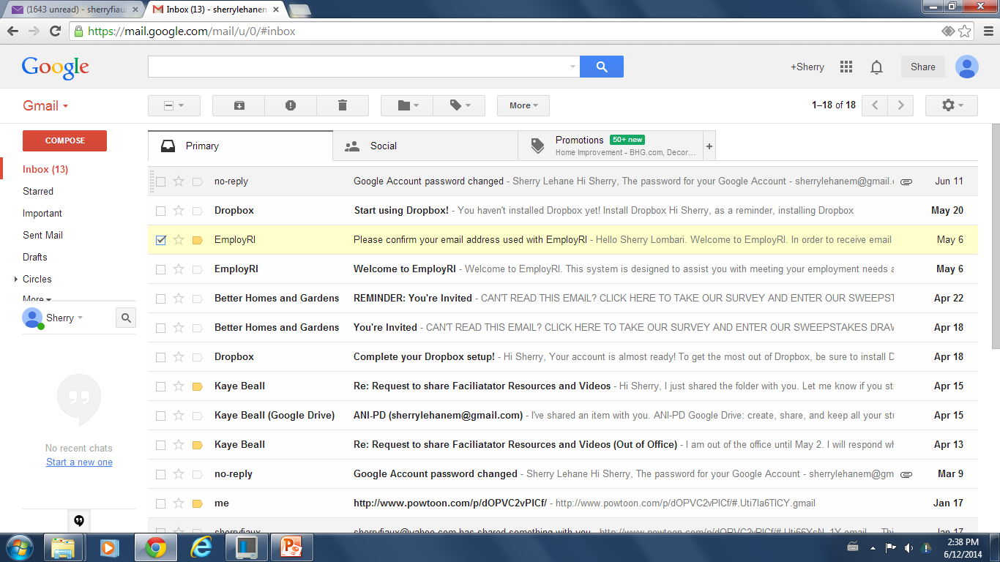 (1643 unread) - sherryfiau
Inbox (13) - sherrylehanem
https://mail.google.com/mail/u/0/#inbox
Google
+Sherry
Share
Gmail
More
1–18 of 18
COMPOSE
Primary
Social
Promotions 50+ new
Home Improvement - BHG.com, Decor…
Inbox (13)
Starred
Important
Sent Mail
Drafts
Circles
More
Sherry
No recent chats
Start a new one
no-reply Google Account password changed - Sherry Lehane Hi Sherry, The password for your Google Account - sherrylehanem@gmail. Jun 11
Dropbox Start using Dropbox! - You haven't installed Dropbox yet! Install Dropbox Hi Sherry, as a reminder, installing Dropbox May 20
EmployRI Please confirm your email address used with EmployRI - Hello Sherry Lombari. Welcome to EmployRI. In order to receive email May 6
EmployRI Welcome to EmployRI - Welcome to EmployRI. This system is designed to assist you with meeting your employment needs a May 6
Better Homes and Gardens REMINDER: You're Invited - CAN'T READ THIS EMAIL? CLICK HERE TO TAKE OUR SURVEY AND ENTER OUR SWEEPST Apr 22
Better Homes and Gardens You're Invited - CAN'T READ THIS EMAIL? CLICK HERE TO TAKE OUR SURVEY AND ENTER OUR SWEEPSTAKES DRAW Apr 18
Dropbox Complete your Dropbox setup! - Hi Sherry, Your account is almost ready! To get the most out of Dropbox, be sure to install D Apr 18
Kaye Beall Re: Request to share Faciliatator Resources and Videos - Hi Sherry, I just shared the folder with you. Let me know if you sti Apr 15
Kaye Beall (Google Drive) ANI-PD (sherrylehanem@gmail.com) - I've shared an item with you. ANI-PD Google Drive: create, share, and keep all your stu Apr 15
Kaye Beall Re: Request to share Faciliatator Resources and Videos (Out of Office) - I am out of the office until May 2. I will respond wh Apr 13
no-reply Google Account password changed - Sherry Lehane Hi Sherry, The password for your Google Account - sherrylehanem@gm Mar 9
me http://www.powtoon.com/p/dOPVC2vPlCf/ - http://www.powtoon.com/p/dOPVC2vPlCf/#.Uti7la6TlCY.gmail Jan 17
sherryfiaux@yahoo.com has shared something with you - Jan 17
2:38 PM
6/12/2014